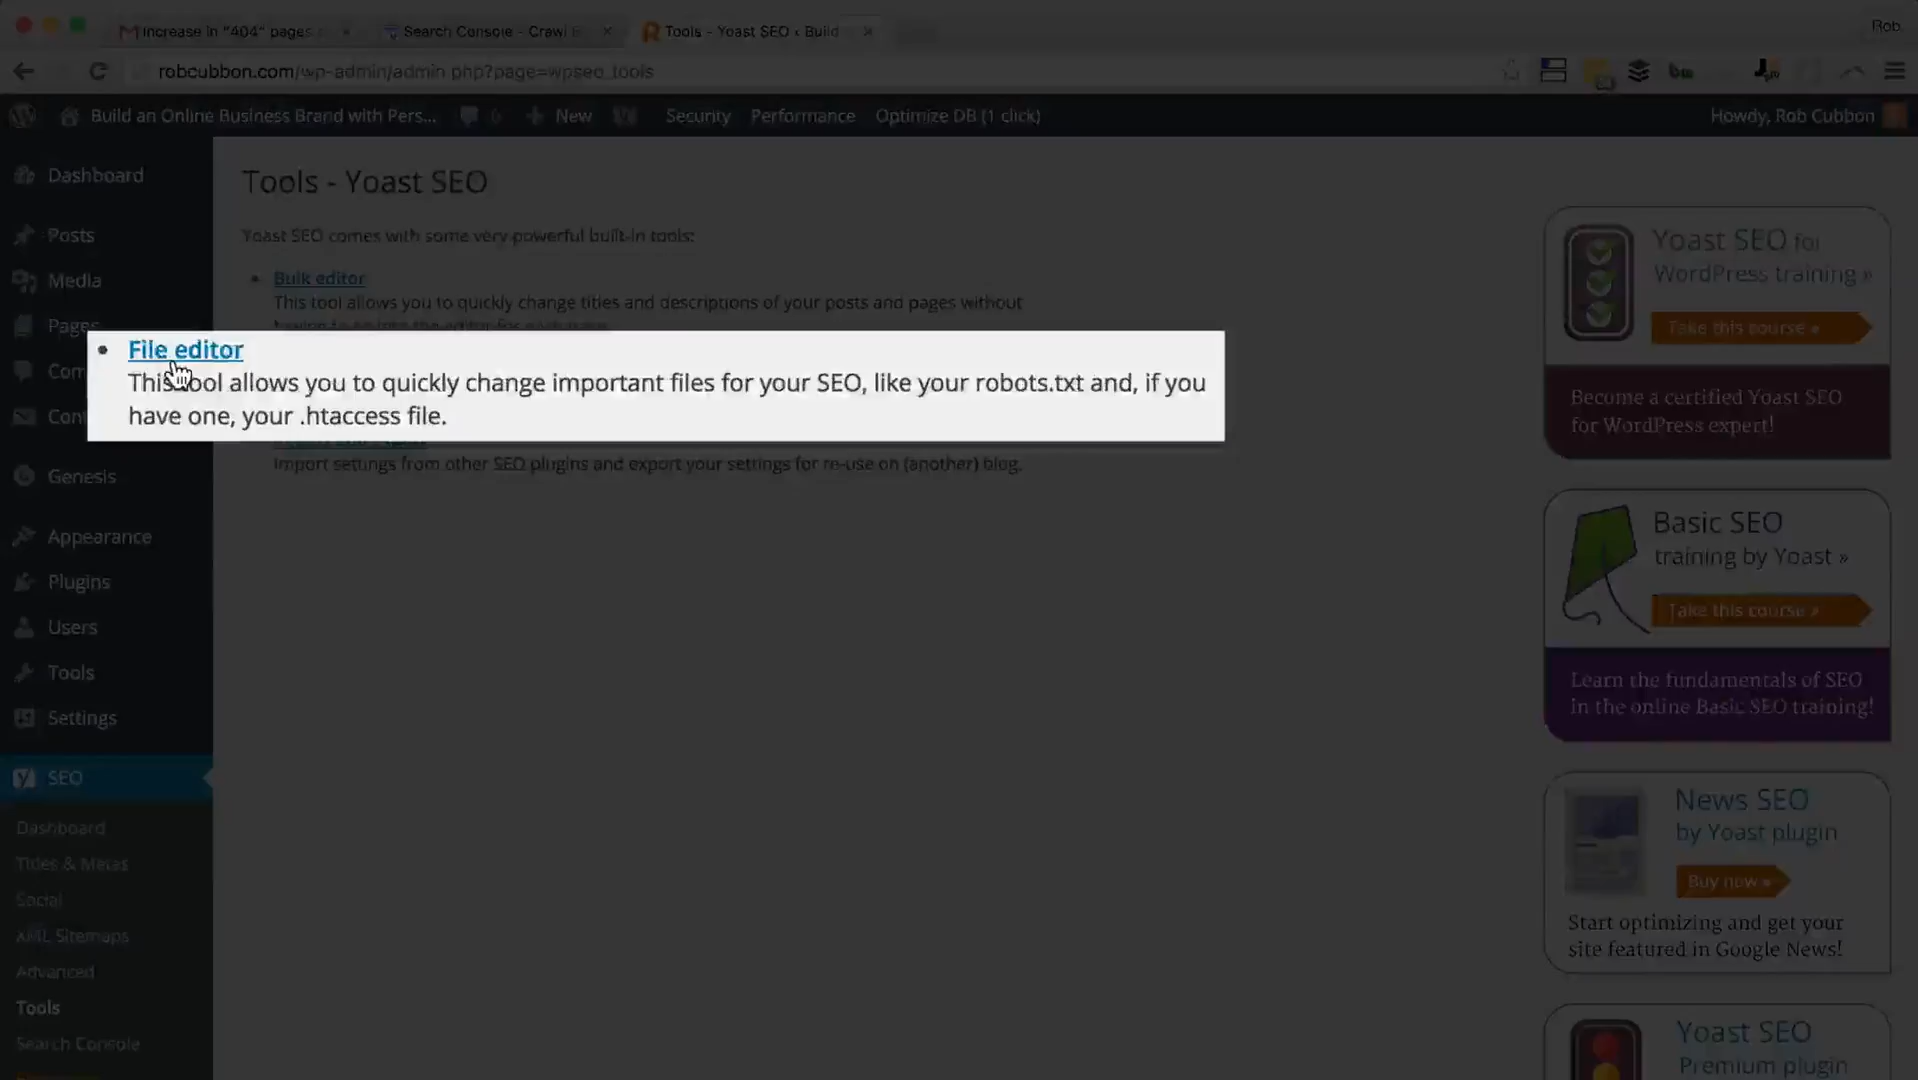 Increase in "404" pages
Search Console - Crawl E
Tools - Yoast SEO ‹ Build
Rob
robcubbon.com/wp-admin/admin.php?page=wpseo_tools
Build an Online Business Brand with Pers...
0
New
Security
Performance
Optimize DB (1 click)
Howdy, Rob Cubbon
Dashboard
Posts
Media
Pages
Com
Cont
Genesis
Appearance
Plugins
Users
Tools
Settings
SEO
Dashboard
Titles & Metas
Social
XML Sitemaps
Advanced
Tools
Search Console
Tools - Yoast SEO
Yoast SEO comes with some very powerful built-in tools:
Bulk editor
This tool allows you to quickly change titles and descriptions of your posts and pages without
File editor
This tool allows you to quickly change important files for your SEO, like your robots.txt and, if you
have one, your .htaccess file.
Import settings from other SEO plugins and export your settings for re-use on (another) blog.
Yoast SEO for
WordPress training »
Take this course »
Become a certified Yoast SEO
for WordPress expert!
Basic SEO
training by Yoast »
Take this course »
Learn the fundamentals of SEO
in the online Basic SEO training!
News SEO
by Yoast plugin
Buy now »
Start optimizing and get your
site featured in Google News!
Yoast SEO
Premium plugin